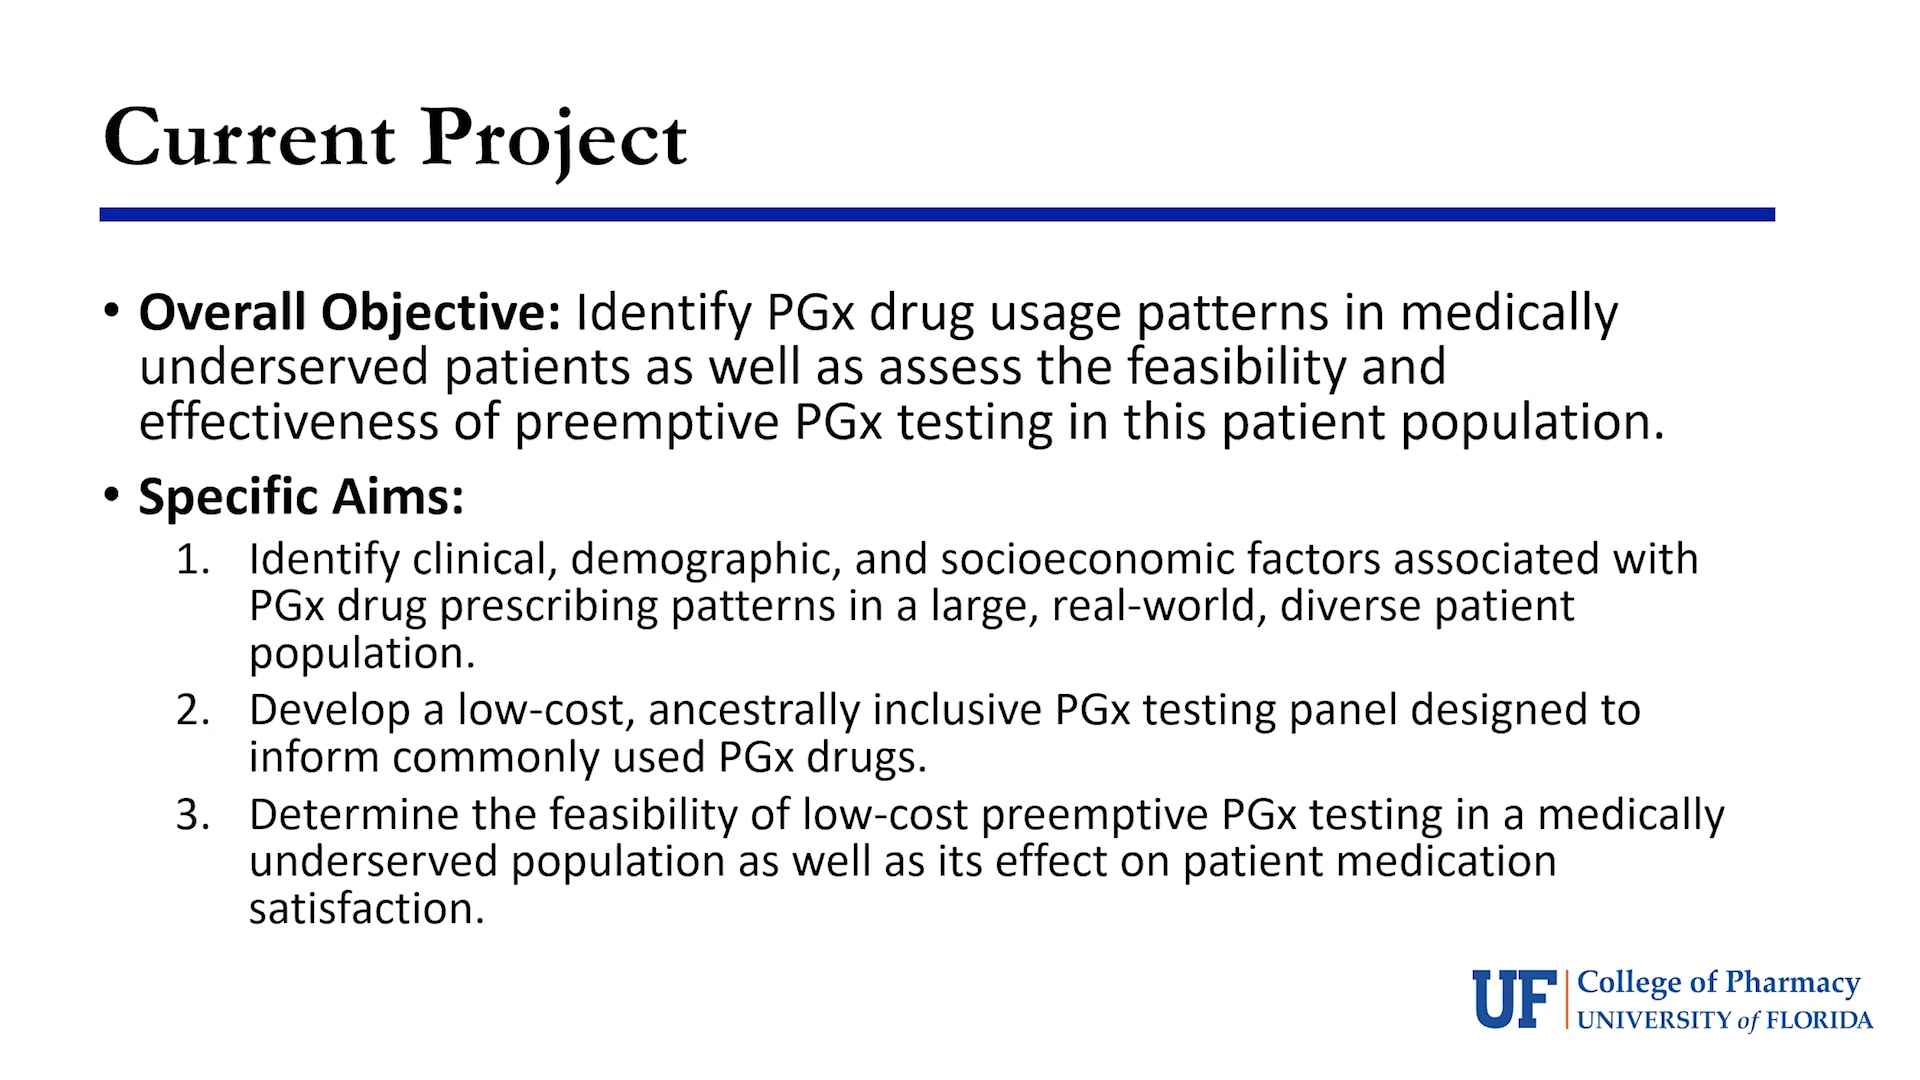 Current Project
• Overall Objective: Identify PGx drug usage patterns in medically
underserved patients as well as assess the feasibility and
effectiveness of preemptive PGx testing in this patient population.
• Specific Aims:
1. Identify clinical, demographic, and socioeconomic factors associated with
PGx drug prescribing patterns in a large, real-world, diverse patient
population.
2. Develop a low-cost, ancestrally inclusive PGx testing panel designed to
inform commonly used PGx drugs.
3. Determine the feasibility of low-cost preemptive PGx testing in a medically
underserved population as well as its effect on patient medication
satisfaction.
UF College of Pharmacy
UNIVERSITY of FLORIDA